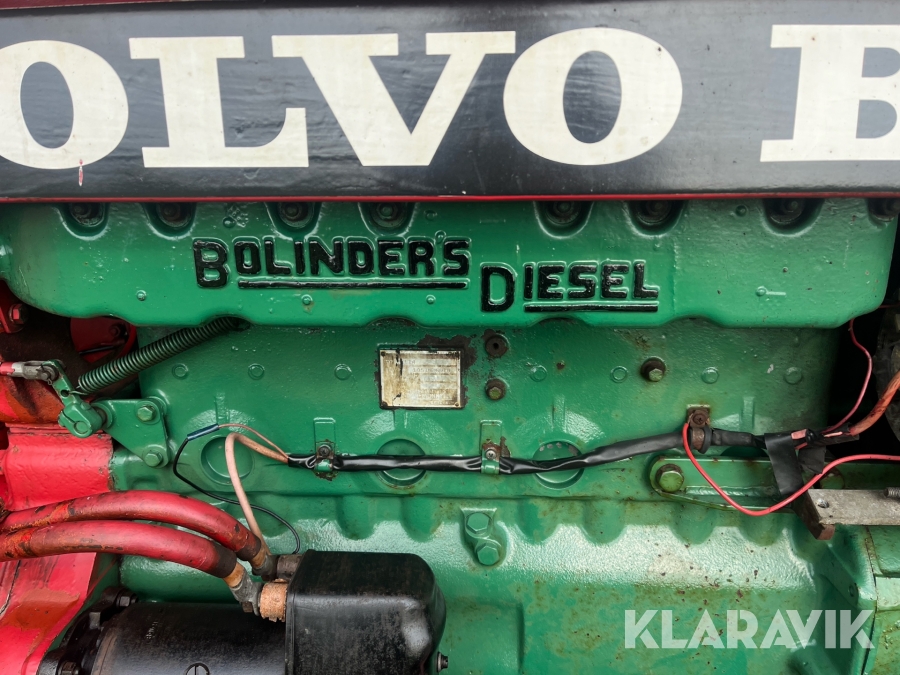 OLVO B
BOLINDER'S
DIESEL
KLARAVIK